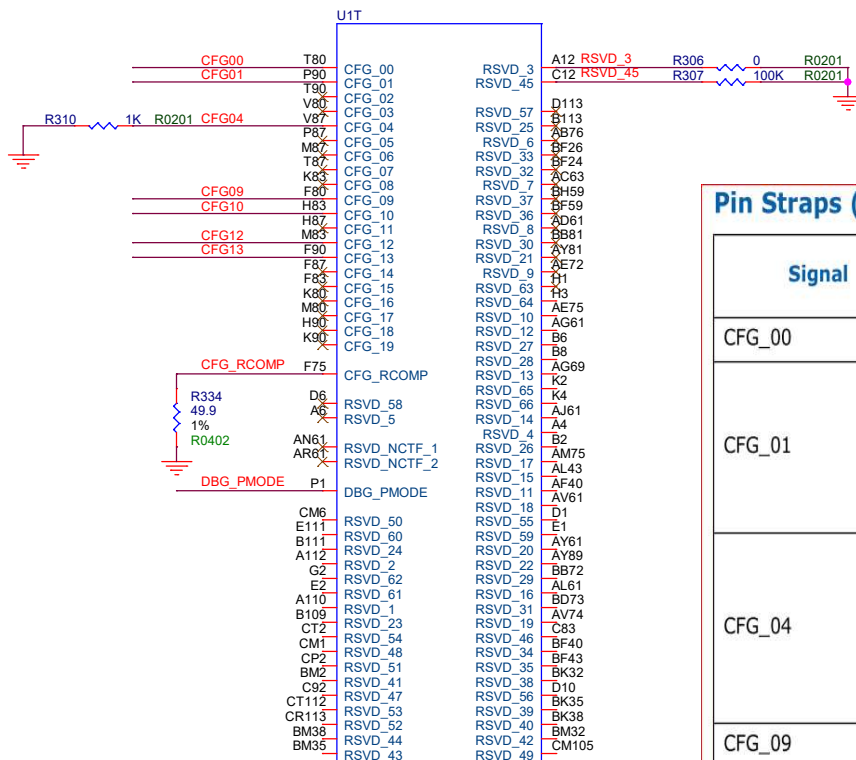 U1T
CFG00 T80 CFG_00 RSVD_3 A12 RSVD_3 R306 0 R0201
CFG01 P90 CFG_01 RSVD_45 C12 RSVD_45 R307 100K R0201
T90 CFG_02
V80 CFG_03 RSVD_57 D113
R310 1K R0201 CFG04 V87 CFG_04 RSVD_25 B113
P87 CFG_05 RSVD_6 AB76
M87 CFG_06 RSVD_33 BF26
T87 CFG_07 RSVD_32 BF24
K83 CFG_08 RSVD_7 AC63
CFG09 F80 CFG_09 RSVD_37 BH59
CFG10 H83 CFG_10 RSVD_36 BF59
H87 CFG_11 RSVD_8 AD61
CFG12 M83 CFG_12 RSVD_30 BB81
CFG13 F90 CFG_13 RSVD_21 AY81
F87 CFG_14 RSVD_9 AE72
F83 CFG_15 RSVD_63 H1
K80 CFG_16 RSVD_64 H3
M80 CFG_17 RSVD_10 AE75
H90 CFG_18 RSVD_12 AG61
K90 CFG_19 RSVD_27 B6
RSVD_28 B8
CFG_RCOMP F75 CFG_RCOMP RSVD_13 AG69
RSVD_65 K2
R334 D6 RSVD_58 RSVD_66 K4
49.9 A6 RSVD_5 RSVD_14 AJ61
1% RSVD_4 A4
R0402 AN61 RSVD_NCTF_1 RSVD_26 B2
AR61 RSVD_NCTF_2 RSVD_17 AM75
RSVD_15 AL43
DBG_PMODE P1 DBG_PMODE RSVD_11 AF40
RSVD_18 AV61
CM6 RSVD_50 RSVD_55 D1
E111 RSVD_60 RSVD_59 E1
B111 RSVD_24 RSVD_20 AY61
A112 RSVD_2 RSVD_22 AY89
G2 RSVD_62 RSVD_29 BB72
E2 RSVD_61 RSVD_16 AL61
A110 RSVD_1 RSVD_31 BD73
B109 RSVD_23 RSVD_19 AV74
CT2 RSVD_54 RSVD_46 C83
CM1 RSVD_48 RSVD_34 BF40
CP2 RSVD_51 RSVD_35 BF43
BM2 RSVD_41 RSVD_38 BK32
C92 RSVD_47 RSVD_56 D10
CT112 RSVD_53 RSVD_39 BK35
CR113 RSVD_52 RSVD_40 BK38
BM38 RSVD_44 RSVD_42 BM32
BM35 RSVD_43 RSVD_49 CM105
Pin Straps (
Signal
CFG_00
CFG_01
CFG_04
CFG_09